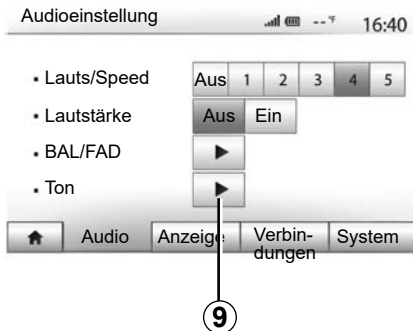 Audioeinstellung --°F 16:40
• Lauts/Speed Aus 1 2 3 4 5
• Lautstärke Aus Ein
• BAL/FAD
• Ton
Audio Anzeige Verbin-
dungen System
9